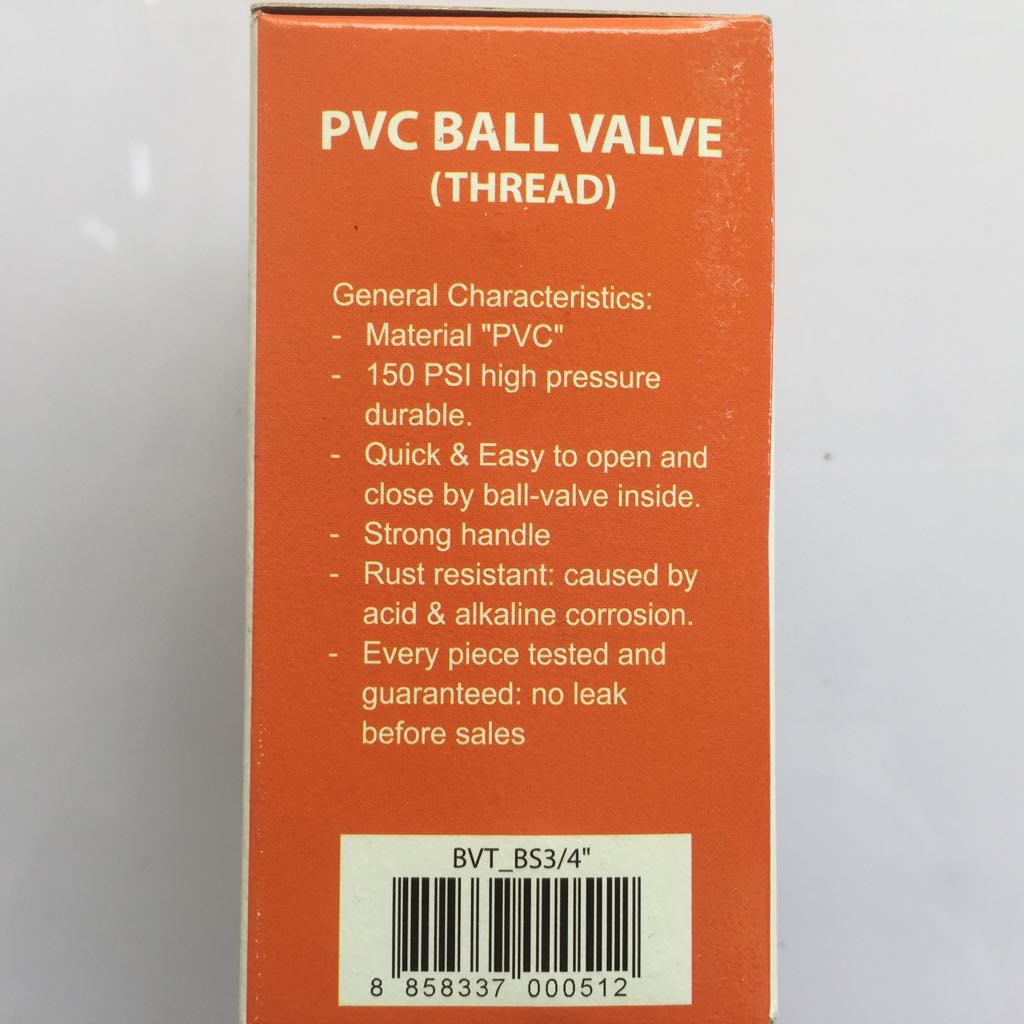 PVC BALL VALVE
(THREAD)
General Characteristics:
- Material "PVC"
- 150 PSI high pressure
durable.
- Quick & Easy to open and
close by ball-valve inside.
- Strong handle
- Rust resistant: caused by
acid & alkaline corrosion.
- Every piece tested and
guaranteed: no leak
before sales
BVT_BS3/4"
8 858337 000512